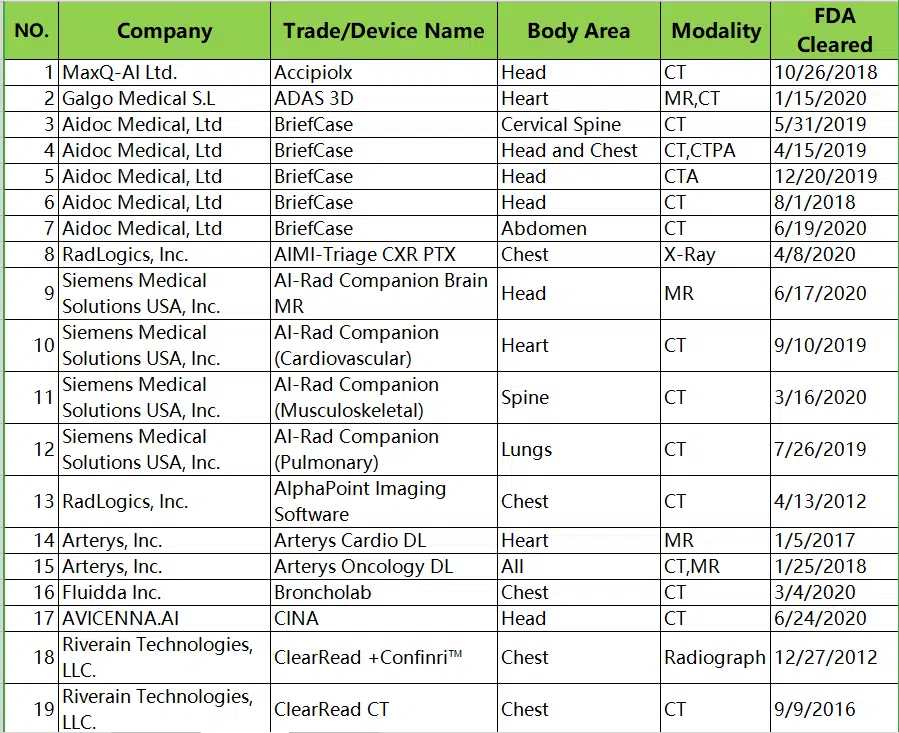 NO. Company Trade/Device Name Body Area Modality FDA Cleared
1 MaxQ-AI Ltd. Accipiolx Head CT 10/26/2018
2 Galgo Medical S.L ADAS 3D Heart MR,CT 1/15/2020
3 Aidoc Medical, Ltd BriefCase Cervical Spine CT 5/31/2019
4 Aidoc Medical, Ltd BriefCase Head and Chest CT,CTPA 4/15/2019
5 Aidoc Medical, Ltd BriefCase Head CTA 12/20/2019
6 Aidoc Medical, Ltd BriefCase Head CT 8/1/2018
7 Aidoc Medical, Ltd BriefCase Abdomen CT 6/19/2020
8 RadLogics, Inc. AIMI-Triage CXR PTX Chest X-Ray 4/8/2020
9 Siemens Medical Solutions USA, Inc. AI-Rad Companion Brain MR Head MR 6/17/2020
10 Siemens Medical Solutions USA, Inc. AI-Rad Companion (Cardiovascular) Heart CT 9/10/2019
11 Siemens Medical Solutions USA, Inc. AI-Rad Companion (Musculoskeletal) Spine CT 3/16/2020
12 Siemens Medical Solutions USA, Inc. AI-Rad Companion (Pulmonary) Lungs CT 7/26/2019
13 RadLogics, Inc. AlphaPoint Imaging Software Chest CT 4/13/2012
14 Arterys, Inc. Arterys Cardio DL Heart MR 1/5/2017
15 Arterys, Inc. Arterys Oncology DL All CT,MR 1/25/2018
16 Fluidda Inc. Broncholab Chest CT 3/4/2020
17 AVICENNA.AI CINA Head CT 6/24/2020
18 Riverain Technologies, LLC. ClearRead +Confinri™ Chest Radiograph 12/27/2012
19 Riverain Technologies, LLC. ClearRead CT Chest CT 9/9/2016